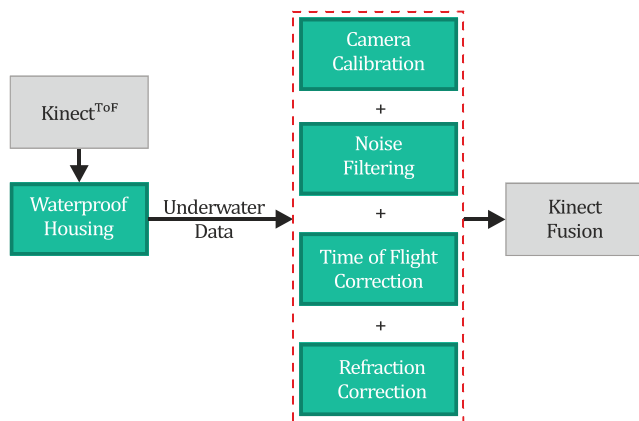 Kinect^ToF
Waterproof
Housing
Underwater
Data
Camera
Calibration
+
Noise
Filtering
+
Time of Flight
Correction
+
Refraction
Correction
Kinect
Fusion